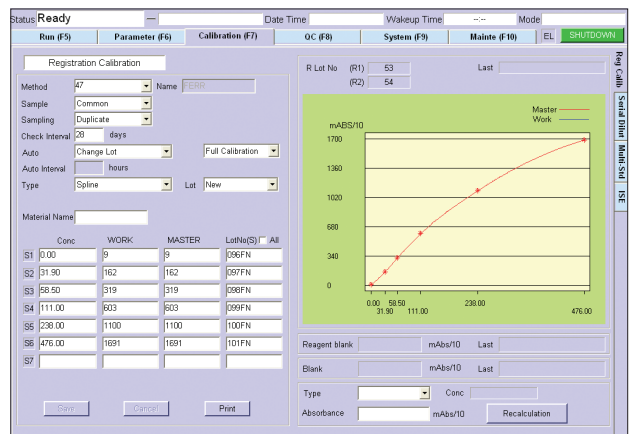 Status Ready — Date Time Wakeup Time --:-- Mode
Run (F5) Parameter (F6) Calibration (F7) QC (F8) System (F9) Mainte (F10) EL SHUTDOWN
Registration Calibration
Method 47 Name FERR
Sample Common
Sampling Duplicate
Check Interval 28 days
Auto Change Lot Full Calibration
Auto Interval hours
Type Spline Lot New
Material Name
Conc WORK MASTER LotNo(S) All
S1 0.00 9 9 096FN
S2 31.90 162 162 097FN
S3 58.50 319 319 098FN
S4 111.00 603 603 099FN
S5 238.00 1100 1100 100FN
S6 476.00 1691 1691 101FN
S7
Save Cancel Print
R Lot No (R1) 53 Last
(R2) 54
Master
Work
mABS/10
1700
1360
1020
680
340
0
0.00 58.50 238.00
31.90 111.00 476.00
Reagent blank mAbs/10 Last
Blank mAbs/10 Last
Type Conc
Absorbance mAbs/10 Recalculation
Reg Calib
Serial Dilut
Multi-Std
ISE